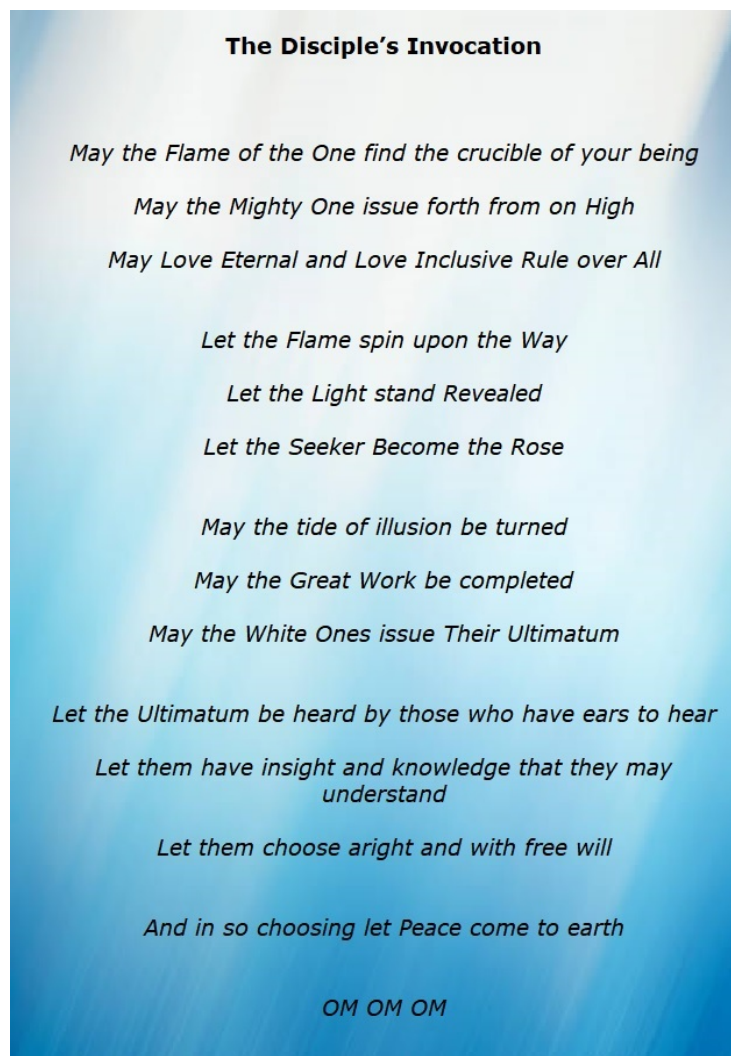 The Disciple’s Invocation
May the Flame of the One find the crucible of your being
May the Mighty One issue forth from on High
May Love Eternal and Love Inclusive Rule over All
Let the Flame spin upon the Way
Let the Light stand Revealed
Let the Seeker Become the Rose
May the tide of illusion be turned
May the Great Work be completed
May the White Ones issue Their Ultimatum
Let the Ultimatum be heard by those who have ears to hear
Let them have insight and knowledge that they may
understand
Let them choose aright and with free will
And in so choosing let Peace come to earth
OM OM OM